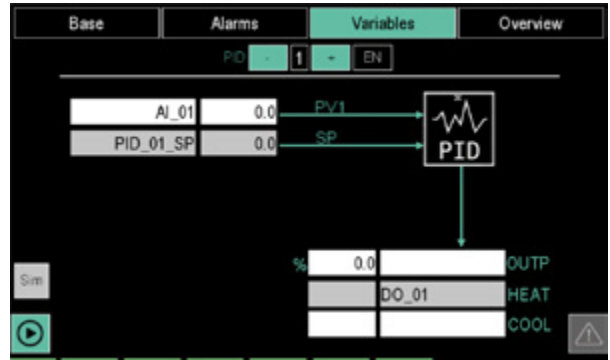 Base Alarms Variables Overview
PID - 1 + EN
AI_01 0.0 PV1
PID_01_SP 0.0 SP
PID
% 0.0 OUTP
Sim DO_01 HEAT
COOL